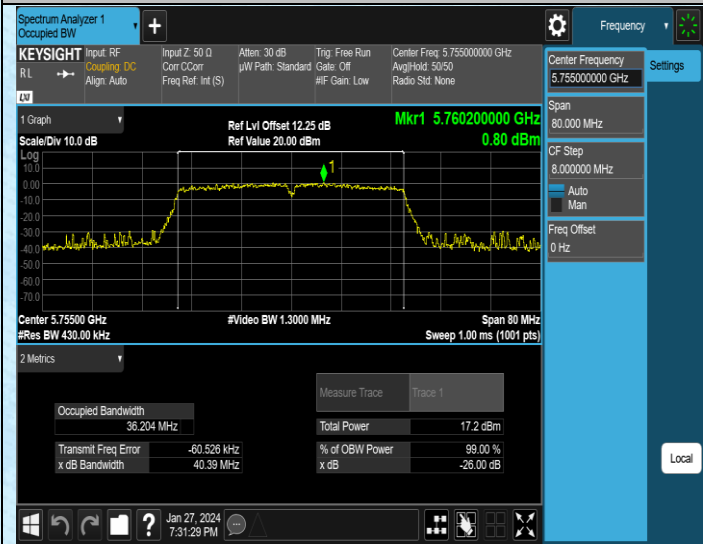 Spectrum Analyzer 1
Occupied BW
Frequency
KEYSIGHT
RL
LXI
Input: RF
Coupling: DC
Align: Auto
Input Z: 50 Ω
Corr CCorr
Freq Ref: Int (S)
Atten: 30 dB
µW Path: Standard
Trig: Free Run
Gate: Off
#IF Gain: Low
Center Freq: 5.755000000 GHz
Avg|Hold: 50/50
Radio Std: None
Center Frequency
5.755000000 GHz
Settings
Span
80.000 MHz
CF Step
8.000000 MHz
Auto
Man
Freq Offset
0 Hz
1 Graph
Scale/Div 10.0 dB
Ref Lvl Offset 12.25 dB
Ref Value 20.00 dBm
Mkr1 5.760200000 GHz
0.80 dBm
Log
10.0
0.00
-10.0
-20.0
-30.0
-40.0
-50.0
-60.0
-70.0
1
Center 5.75500 GHz
#Res BW 430.00 kHz
#Video BW 1.3000 MHz
Span 80 MHz
Sweep 1.00 ms (1001 pts)
2 Metrics
Measure Trace Trace 1
Occupied Bandwidth
36.204 MHz
Total Power 17.2 dBm
Transmit Freq Error -60.526 kHz
% of OBW Power 99.00 %
x dB Bandwidth 40.39 MHz
x dB -26.00 dB
Local
?
Jan 27, 2024
7:31:29 PM